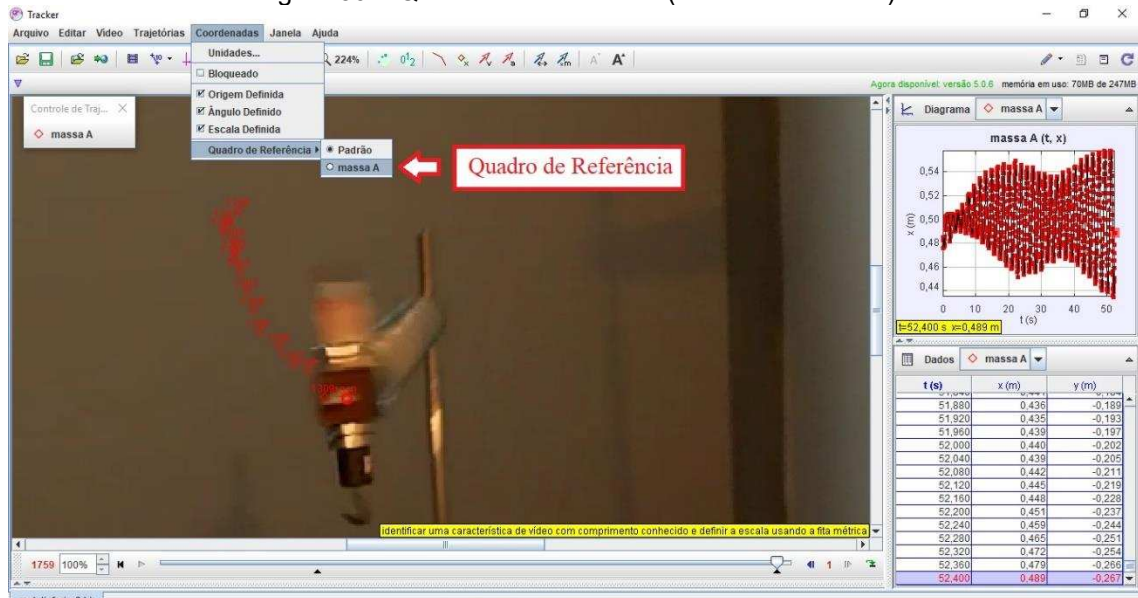 Tracker
Arquivo Editar Video Trajetórias Coordenadas Janela Ajuda
224%
Agora disponível: versão 5.0.6 memória em uso: 70MB de 247MB
Unidades...
Bloqueado
Origem Definida
Ângulo Definido
Escala Definida
Quadro de Referência
Padrão
massa A
Quadro de Referência
Controle de Traj...
massa A
identificar uma característica de vídeo com comprimento conhecido e definir a escala usando a fita métrica
1759 100%
1
Diagrama massa A
massa A (t, x)
x (m)
0,54
0,52
0,50
0,48
0,46
0,44
0 10 20 30 40 50
t (s)
t=52,400 s x=0,489 m
Dados massa A
t (s) x (m) y (m)
51,880 0,436 -0,189
51,920 0,435 -0,193
51,960 0,439 -0,197
52,000 0,440 -0,202
52,040 0,439 -0,205
52,080 0,442 -0,211
52,120 0,445 -0,219
52,160 0,448 -0,228
52,200 0,451 -0,237
52,240 0,459 -0,244
52,280 0,465 -0,251
52,320 0,472 -0,254
52,360 0,479 -0,266
52,400 0,489 -0,267